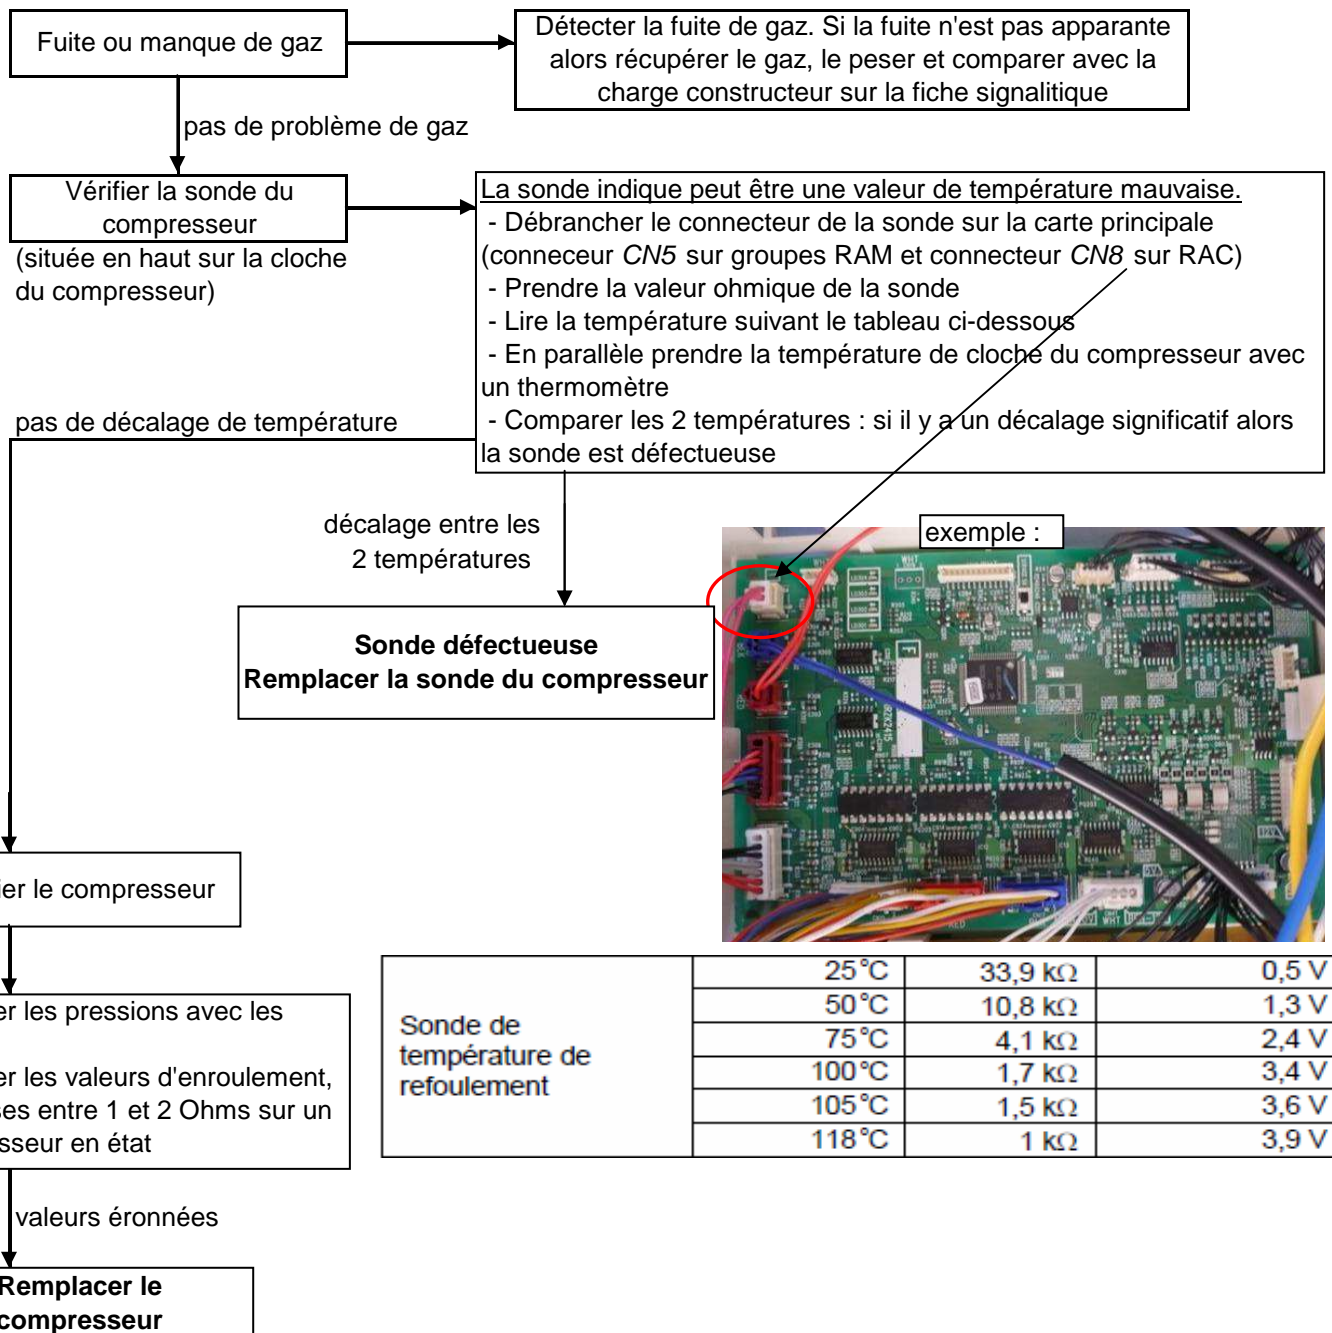 Fuite ou manque de gaz
Détecter la fuite de gaz. Si la fuite n'est pas apparante
alors récupérer le gaz, le peser et comparer avec la
charge constructeur sur la fiche signalitique
pas de problème de gaz
Vérifier la sonde du
compresseur
(située en haut sur la cloche
du compresseur)
La sonde indique peut être une valeur de température mauvaise.
- Débrancher le connecteur de la sonde sur la carte principale
(conneceur CN5 sur groupes RAM et connecteur CN8 sur RAC)
- Prendre la valeur ohmique de la sonde
- Lire la température suivant le tableau ci-dessous
- En parallèle prendre la température de cloche du compresseur avec
un thermomètre
- Comparer les 2 températures : si il y a un décalage significatif alors
la sonde est défectueuse
pas de décalage de température
décalage entre les
2 températures
exemple :
Sonde défectueuse
Remplacer la sonde du compresseur
ier le compresseur
er les pressions avec les
er les valeurs d'enroulement,
ses entre 1 et 2 Ohms sur un
sseur en état
valeurs éronnées
Remplacer le
compresseur
Sonde de
température de
refoulement
25°C 33,9 kΩ 0,5 V
50°C 10,8 kΩ 1,3 V
75°C 4,1 kΩ 2,4 V
100°C 1,7 kΩ 3,4 V
105°C 1,5 kΩ 3,6 V
118°C 1 kΩ 3,9 V